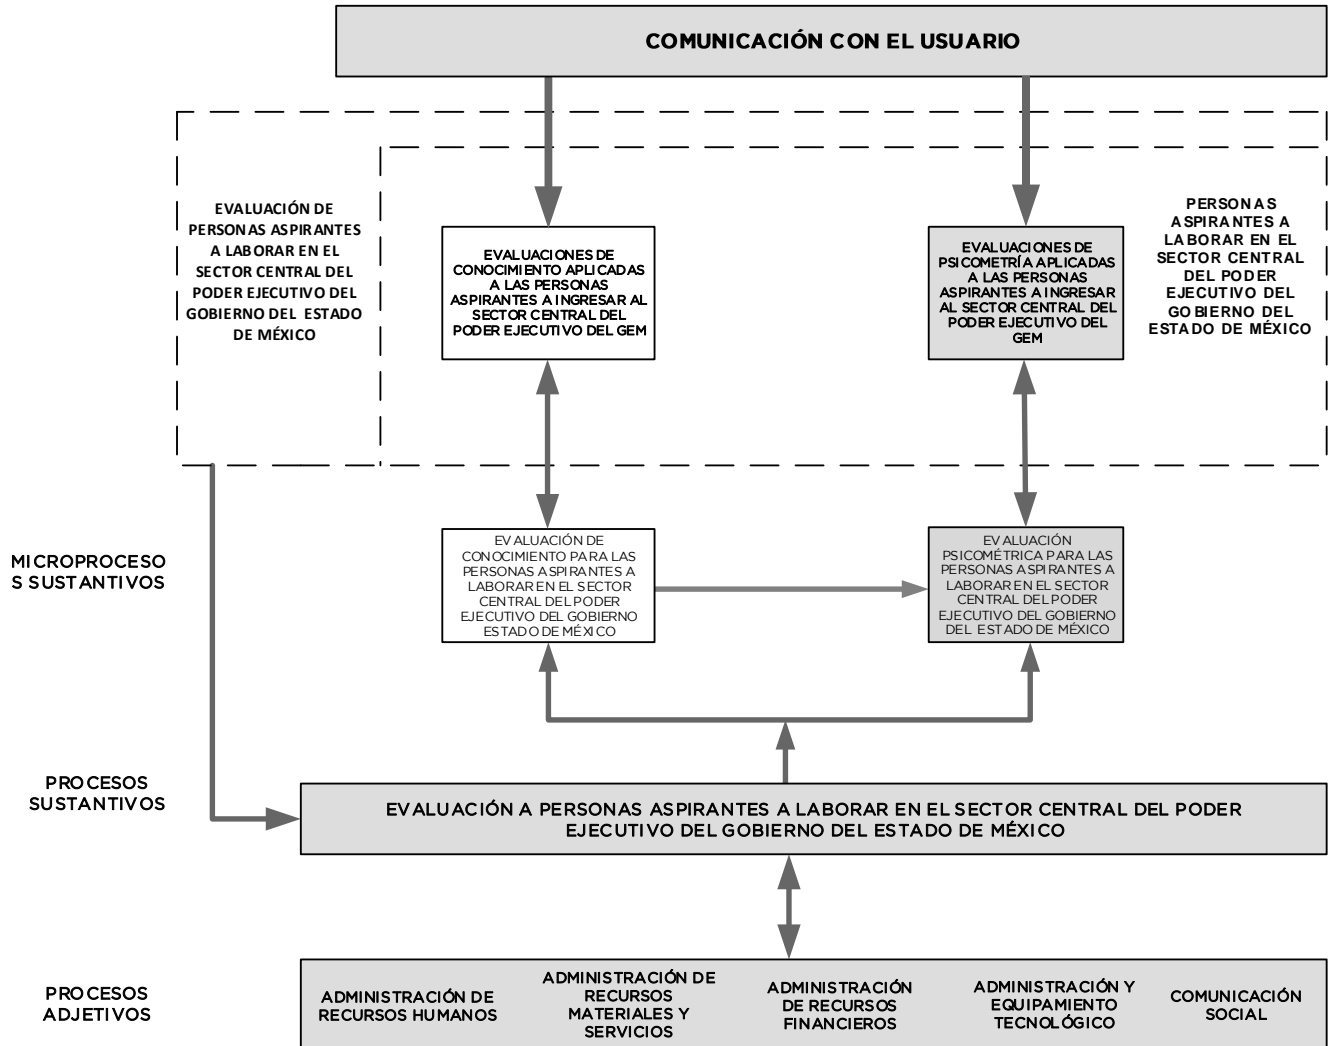 COMUNICACIÓN CON EL USUARIO
EVALUACIÓN DE
PERSONAS ASPIRANTES
A LABORAR EN EL
SECTOR CENTRAL DEL
PODER EJECUTIVO DEL
GOBIERNO DEL ESTADO
DE MÉXICO
EVALUACIONES DE
CONOCIMIENTO APLICADAS
A LAS PERSONAS
ASPIRANTES A INGRESAR AL
SECTOR CENTRAL DEL
PODER EJECUTIVO DEL GEM
EVALUACIONES DE
PSICOMETRÍA APLICADAS
A LAS PERSONAS
ASPIRANTES A INGRESAR
AL SECTOR CENTRAL DEL
PODER EJECUTIVO DEL
GEM
PERSONAS
ASPIRANTES A
LABORAR EN EL
SECTOR CENTRAL
DEL PODER
EJECUTIVO DEL
GOBIERNO DEL
ESTADO DE MÉXICO
MICROPROCESO
S SUSTANTIVOS
EVALUACIÓN DE
CONOCIMIENTO PARA LAS
PERSONAS ASPIRANTES A
LABORAR EN EL SECTOR
CENTRAL DEL PODER
EJECUTIVO DEL GOBIERNO
ESTADO DE MÉXICO
EVALUACIÓN
PSICOMÉTRICA PARA LAS
PERSONAS ASPIRANTES A
LABORAR EN EL SECTOR
CENTRAL DEL PODER
EJECUTIVO DEL GOBIERNO
DEL ESTADO DE MÉXICO
PROCESOS
SUSTANTIVOS
EVALUACIÓN A PERSONAS ASPIRANTES A LABORAR EN EL SECTOR CENTRAL DEL PODER
EJECUTIVO DEL GOBIERNO DEL ESTADO DE MÉXICO
PROCESOS
ADJETIVOS
ADMINISTRACIÓN DE
RECURSOS HUMANOS
ADMINISTRACIÓN DE
RECURSOS
MATERIALES Y
SERVICIOS
ADMINISTRACIÓN
DE RECURSOS
FINANCIEROS
ADMINISTRACIÓN Y
EQUIPAMIENTO
TECNOLÓGICO
COMUNICACIÓN
SOCIAL